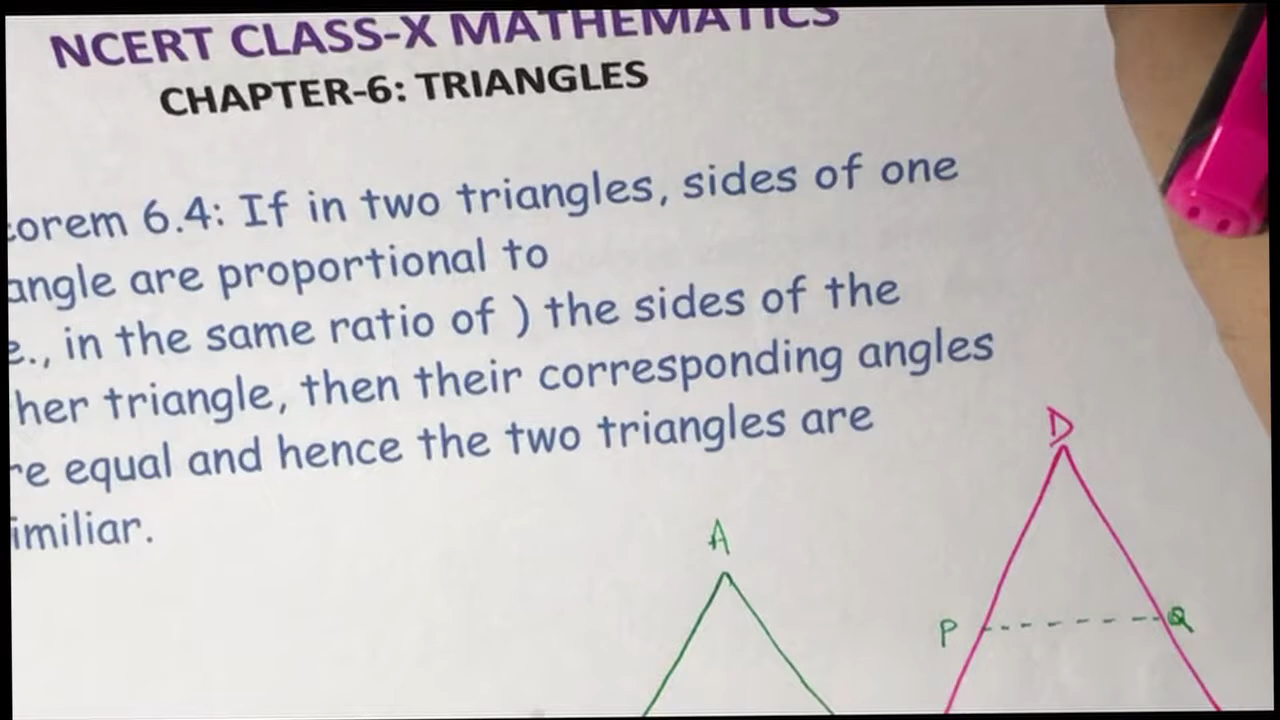 NCERT CLASS-X MATHEMATICS
CHAPTER-6: TRIANGLES
orem 6.4: If in two triangles, sides of one
angle are proportional to
e., in the same ratio of ) the sides of the
her triangle, then their corresponding angles
re equal and hence the two triangles are
imiliar.
D
A
P
Q